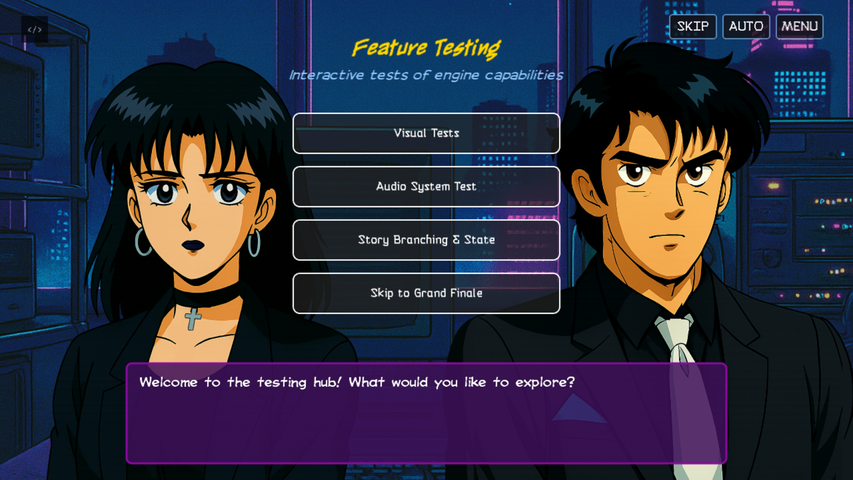 </>
SKIP AUTO MENU
Feature Testing
Interactive tests of engine capabilities
Visual Tests
Audio System Test
Story Branching & State
Skip to Grand Finale
Welcome to the testing hub! What would you like to explore?